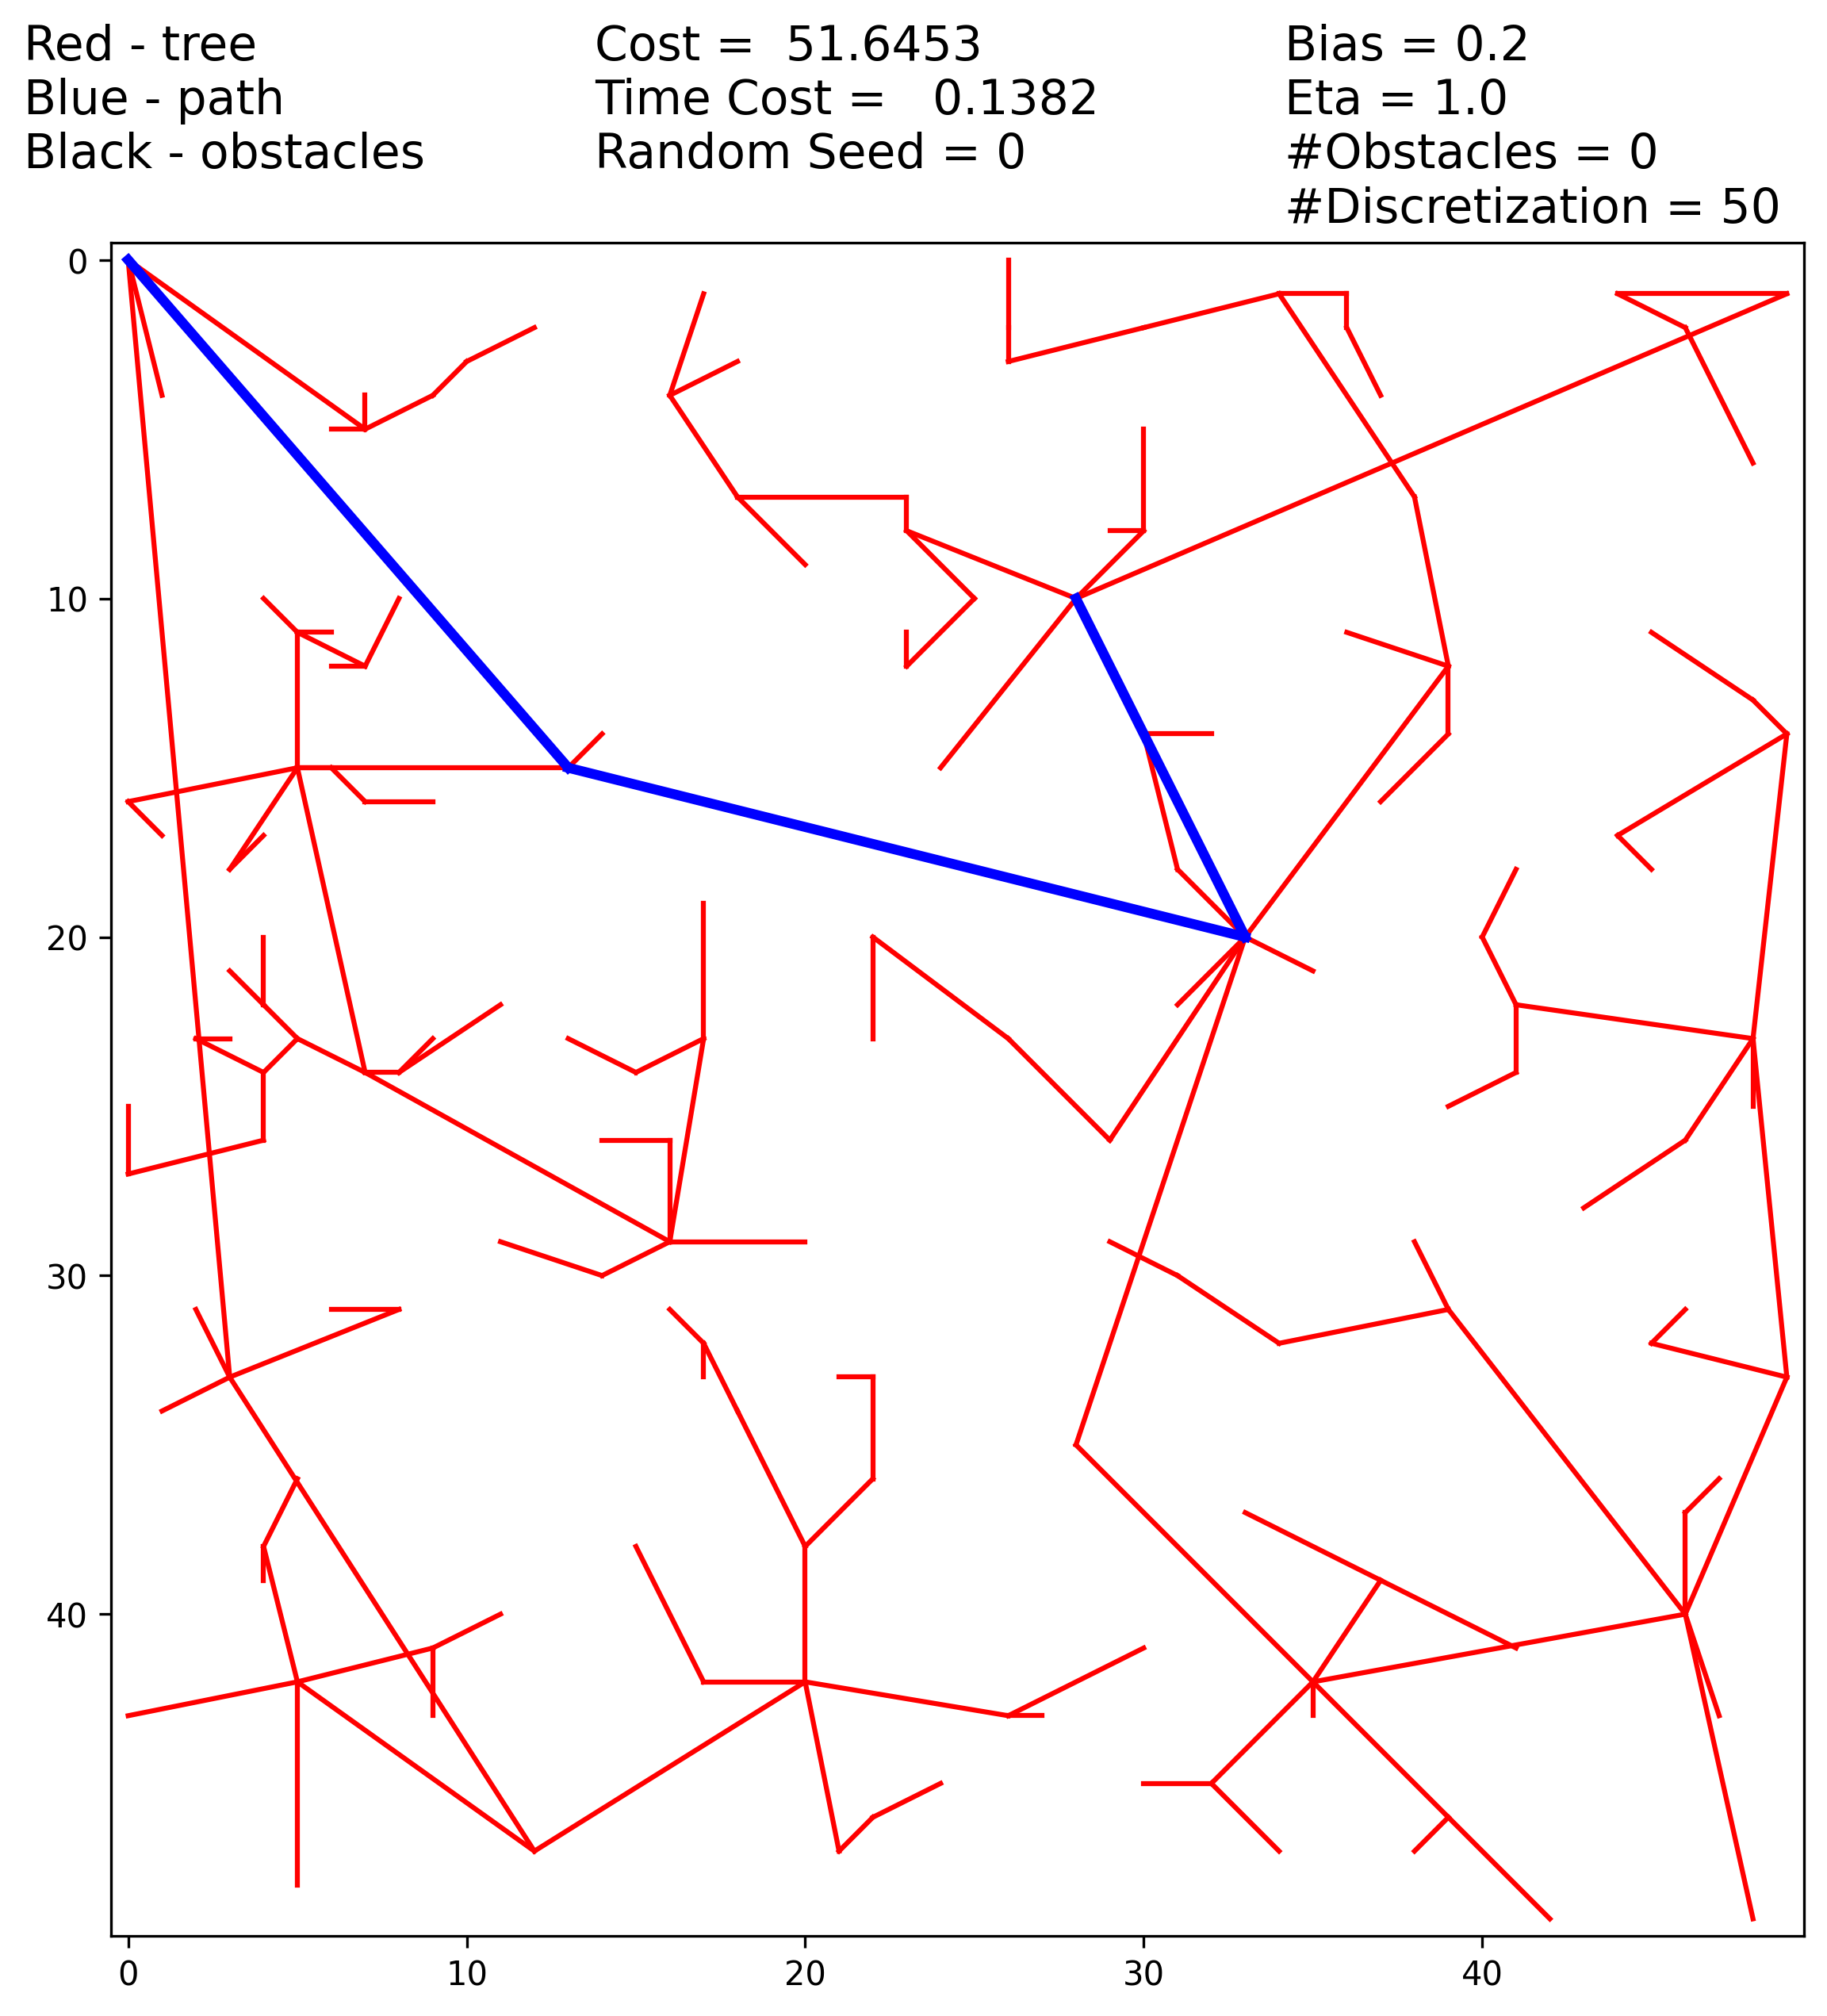 Red - tree
Blue - path
Black - obstacles
Cost = 51.6453
Time Cost = 0.1382
Random Seed = 0
Bias = 0.2
Eta = 1.0
#Obstacles = 0
#Discretization = 50
0
10
20
30
40
0 10 20 30 40